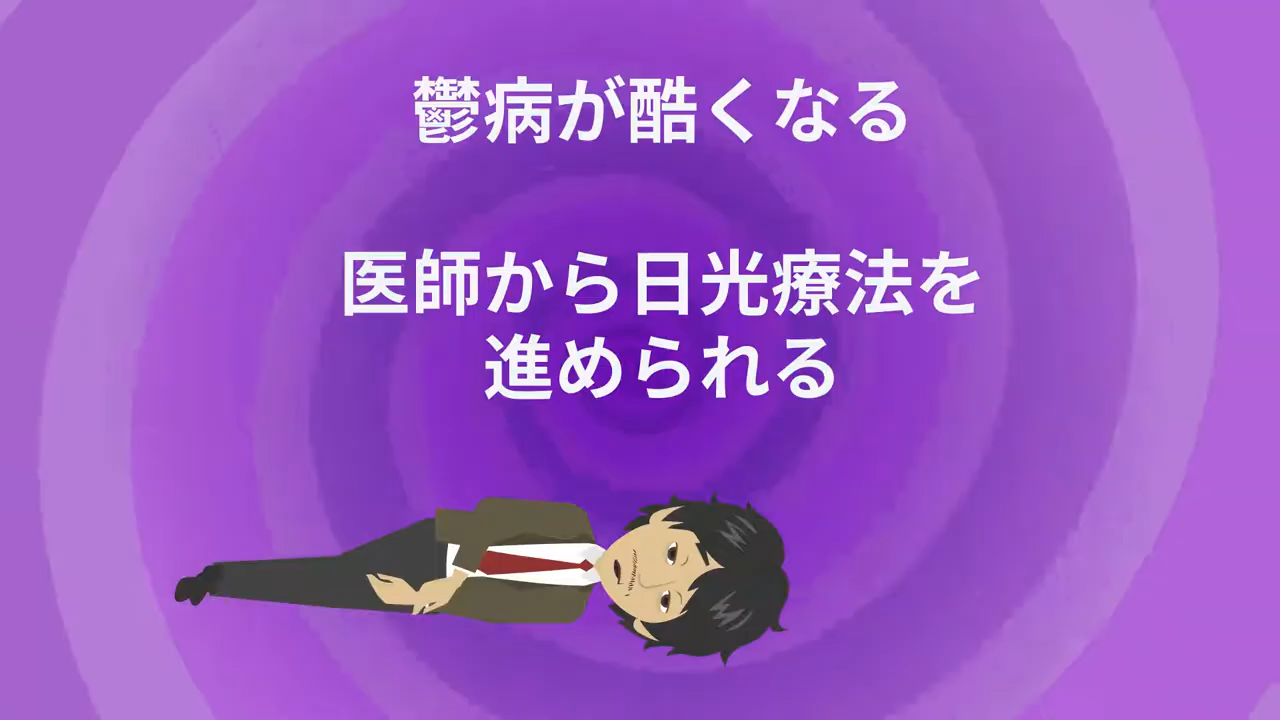 鬱病が酷くなる
医師から日光療法を
進められる